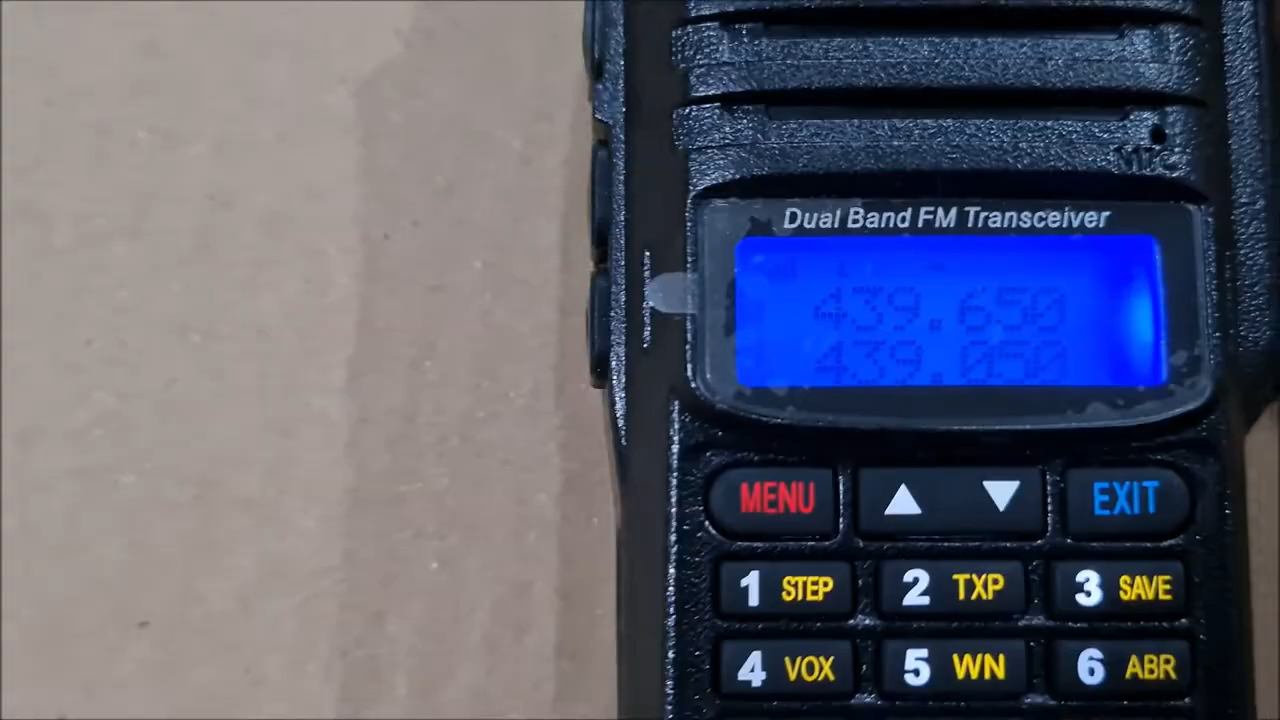 MIC
Dual Band FM Transceiver
439.650
439.050
MENU ▲ ▼ EXIT
1 STEP 2 TXP 3 SAVE
4 VOX 5 WN 6 ABR